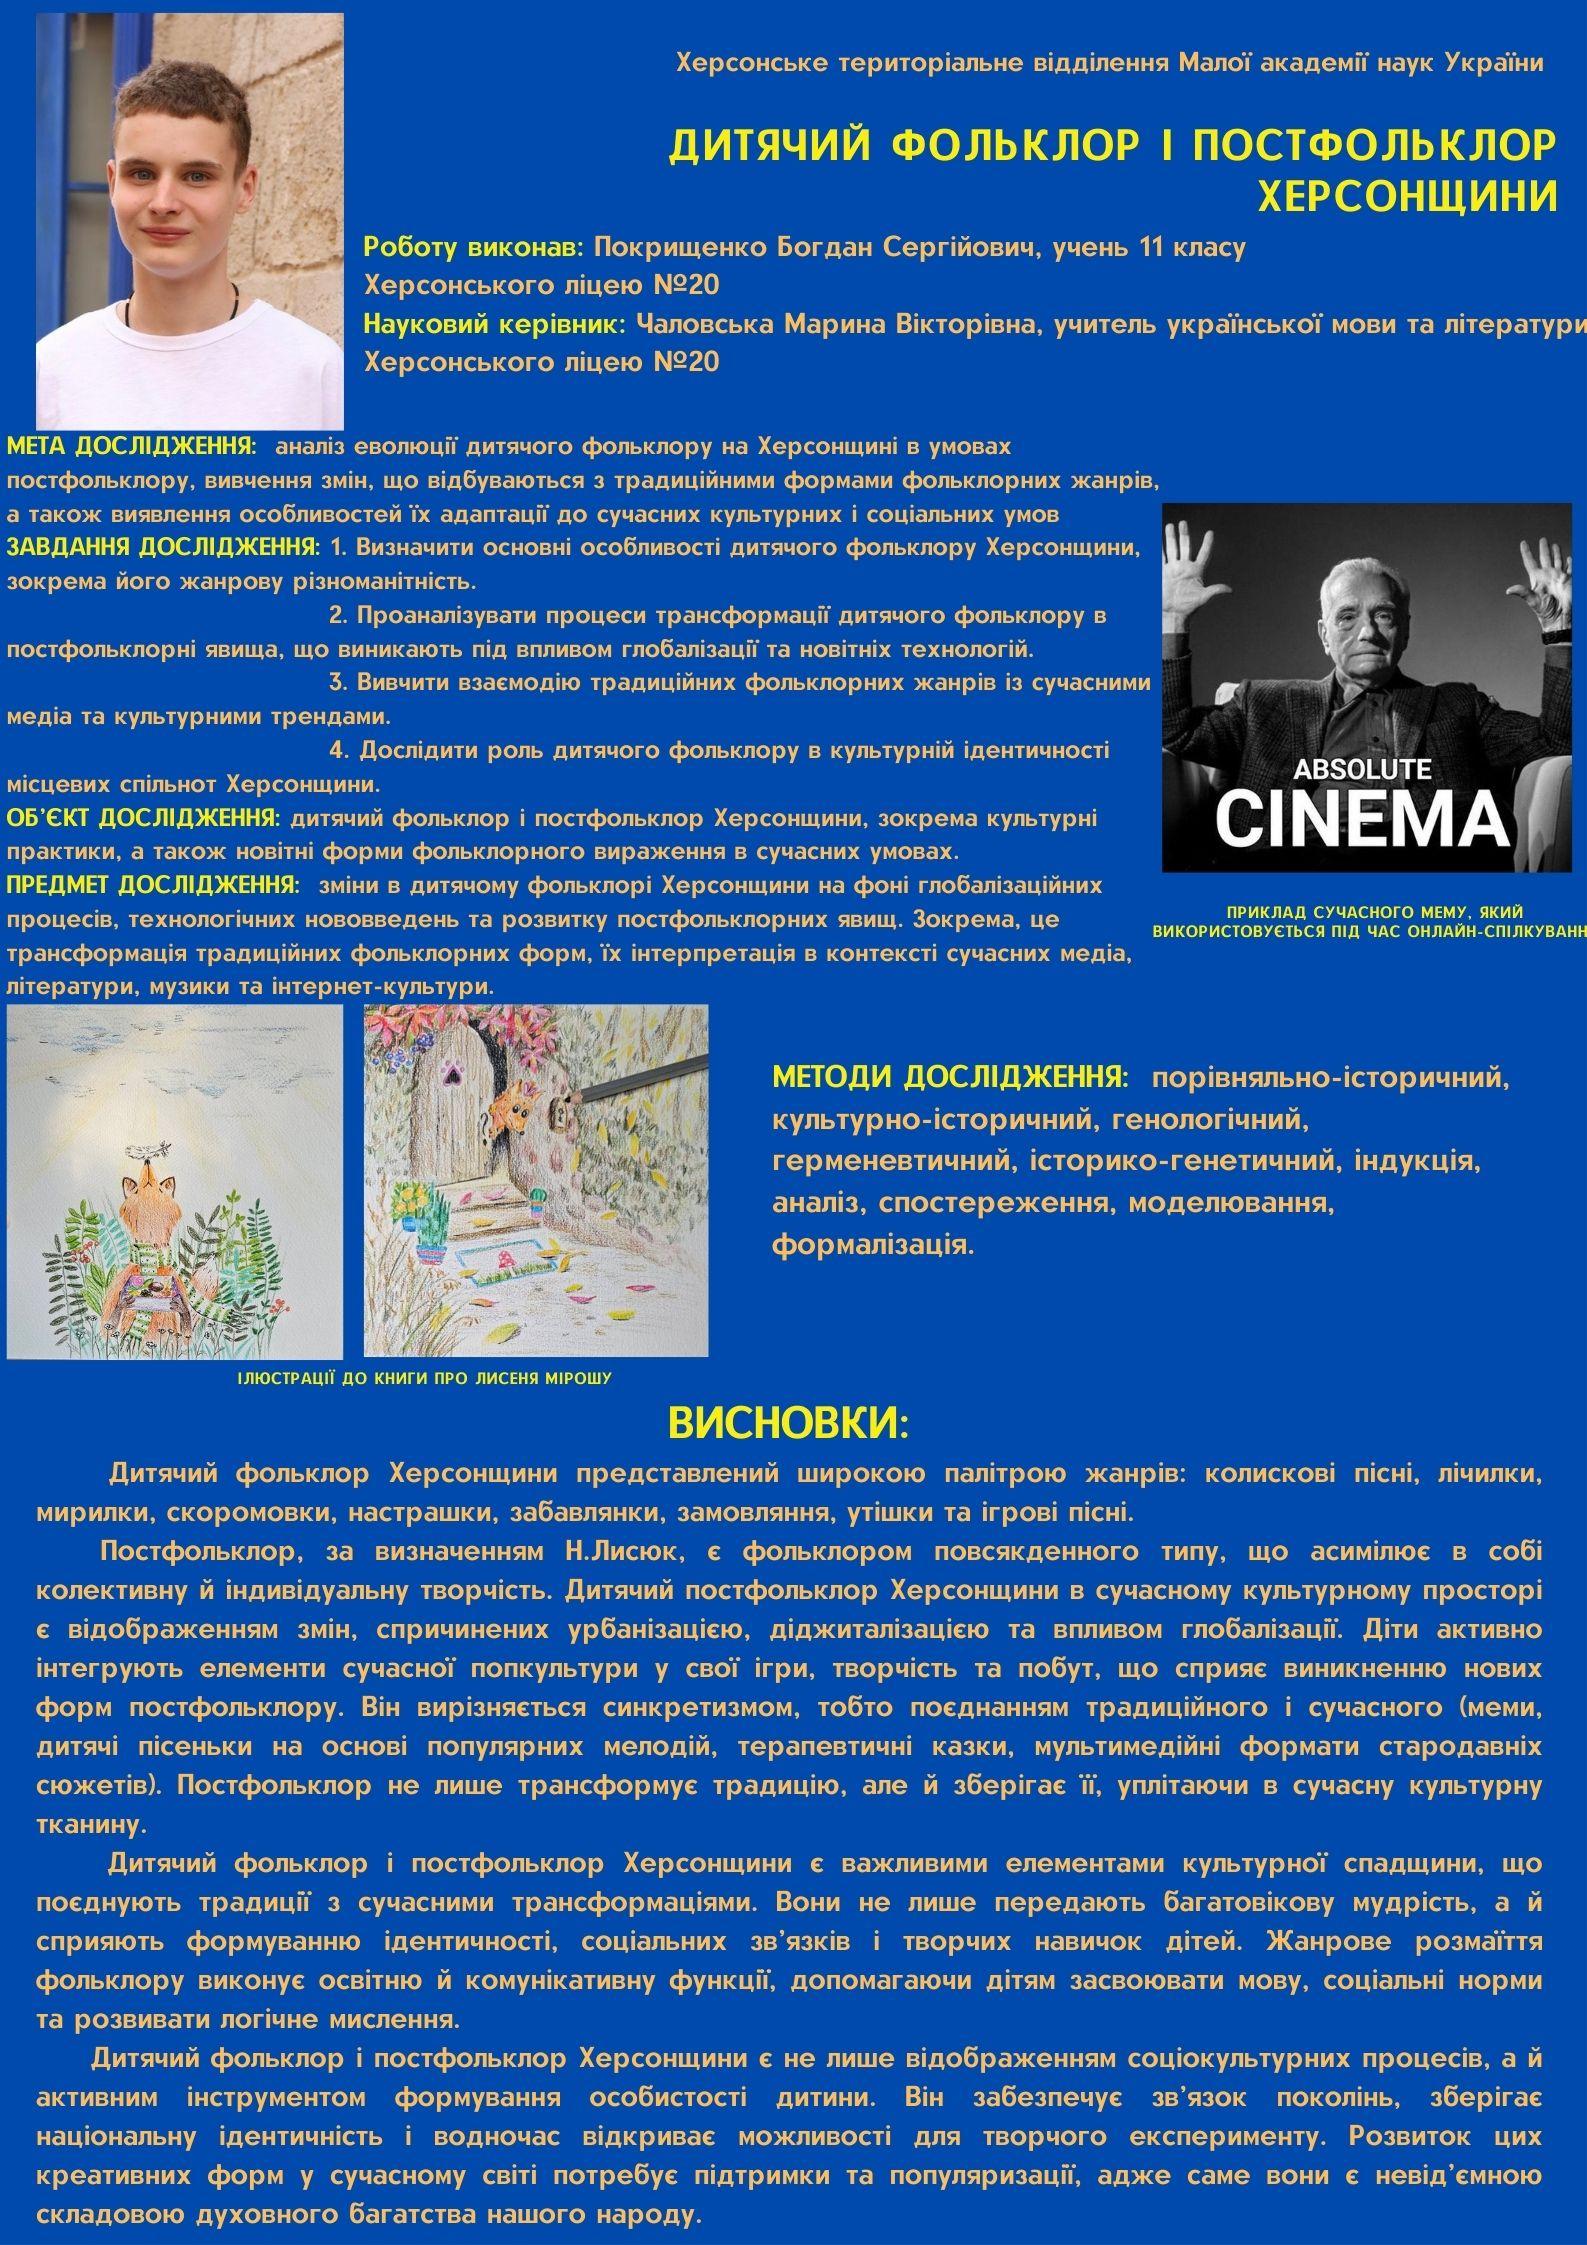 Херсонське територіальне відділення Малої академії наук України
ДИТЯЧИЙ ФОЛЬКЛОР І ПОСТФОЛЬКЛОР
ХЕРСОНЩИНИ
Роботу виконав: Покрищенко Богдан Сергійович, учень 11 класу
Херсонського ліцею №20
Науковий керівник: Чаловська Марина Вікторівна, учитель української мови та літератури
Херсонського ліцею №20
МЕТА ДОСЛІДЖЕННЯ: аналіз еволюції дитячого фольклору на Херсонщині в умовах
постфольклору, вивчення змін, що відбуваються з традиційними формами фольклорних жанрів,
а також виявлення особливостей їх адаптації до сучасних культурних і соціальних умов
ЗАВДАННЯ ДОСЛІДЖЕННЯ: 1. Визначити основні особливості дитячого фольклору Херсонщини,
зокрема його жанрову різноманітність.
2. Проаналізувати процеси трансформації дитячого фольклору в
постфольклорні явища, що виникають під впливом глобалізації та новітніх технологій.
3. Вивчити взаємодію традиційних фольклорних жанрів із сучасними
медіа та культурними трендами.
4. Дослідити роль дитячого фольклору в культурній ідентичності
місцевих спільнот Херсонщини.
ОБ’ЄКТ ДОСЛІДЖЕННЯ: дитячий фольклор і постфольклор Херсонщини, зокрема культурні
практики, а також новітні форми фольклорного вираження в сучасних умовах.
ПРЕДМЕТ ДОСЛІДЖЕННЯ: зміни в дитячому фольклорі Херсонщини на фоні глобалізаційних
процесів, технологічних нововведень та розвитку постфольклорних явищ. Зокрема, це
трансформація традиційних фольклорних форм, їх інтерпретація в контексті сучасних медіа,
літератури, музики та інтернет-культури.
ABSOLUTE
CINEMA
ПРИКЛАД СУЧАСНОГО МЕМУ, ЯКИЙ
ВИКОРИСТОВУЄТЬСЯ ПІД ЧАС ОНЛАЙН-СПІЛКУВАНН
МЕТОДИ ДОСЛІДЖЕННЯ: порівняльно-історичний,
культурно-історичний, генологічний,
герменевтичний, історико-генетичний, індукція,
аналіз, спостереження, моделювання,
формалізація.
ІЛЮСТРАЦІЇ ДО КНИГИ ПРО ЛИСЕНЯ МІРОШУ
ВИСНОВКИ:
Дитячий фольклор Херсонщини представлений широкою палітрою жанрів: колискові пісні, лічилки,
мирилки, скоромовки, настрашки, забавлянки, замовляння, утішки та ігрові пісні.
Постфольклор, за визначенням Н.Лисюк, є фольклором повсякденного типу, що асимілює в собі
колективну й індивідуальну творчість. Дитячий постфольклор Херсонщини в сучасному культурному просторі
є відображенням змін, спричинених урбанізацією, діджиталізацією та впливом глобалізації. Діти активно
інтегрують елементи сучасної попкультури у свої ігри, творчість та побут, що сприяє виникненню нових
форм постфольклору. Він вирізняється синкретизмом, тобто поєднанням традиційного і сучасного (меми,
дитячі пісеньки на основі популярних мелодій, терапевтичні казки, мультимедійні формати стародавніх
сюжетів). Постфольклор не лише трансформує традицію, але й зберігає її, уплітаючи в сучасну культурну
тканину.
Дитячий фольклор і постфольклор Херсонщини є важливими елементами культурної спадщини, що
поєднують традиції з сучасними трансформаціями. Вони не лише передають багатовікову мудрість, а й
сприяють формуванню ідентичності, соціальних зв’язків і творчих навичок дітей. Жанрове розмаїття
фольклору виконує освітню й комунікативну функції, допомагаючи дітям засвоювати мову, соціальні норми
та розвивати логічне мислення.
Дитячий фольклор і постфольклор Херсонщини є не лише відображенням соціокультурних процесів, а й
активним інструментом формування особистості дитини. Він забезпечує зв’язок поколінь, зберігає
національну ідентичність і водночас відкриває можливості для творчого експерименту. Розвиток цих
креативних форм у сучасному світі потребує підтримки та популяризації, адже саме вони є невід’ємною
складовою духовного багатства нашого народу.